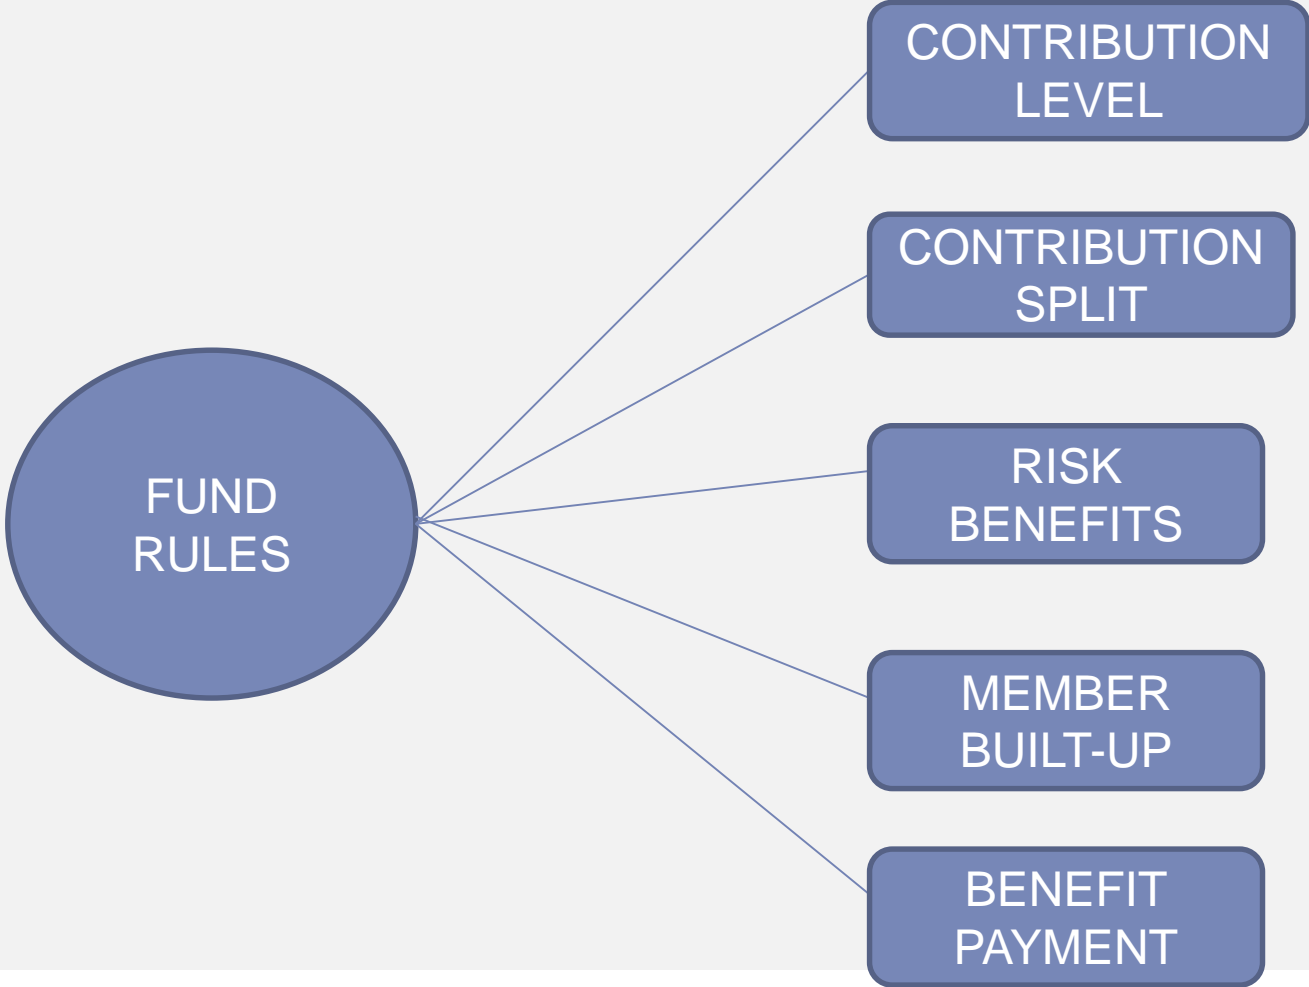 CONTRIBUTION
LEVEL
CONTRIBUTION
SPLIT
FUND
RULES
RISK
BENEFITS
MEMBER
BUILT-UP
BENEFIT
PAYMENT